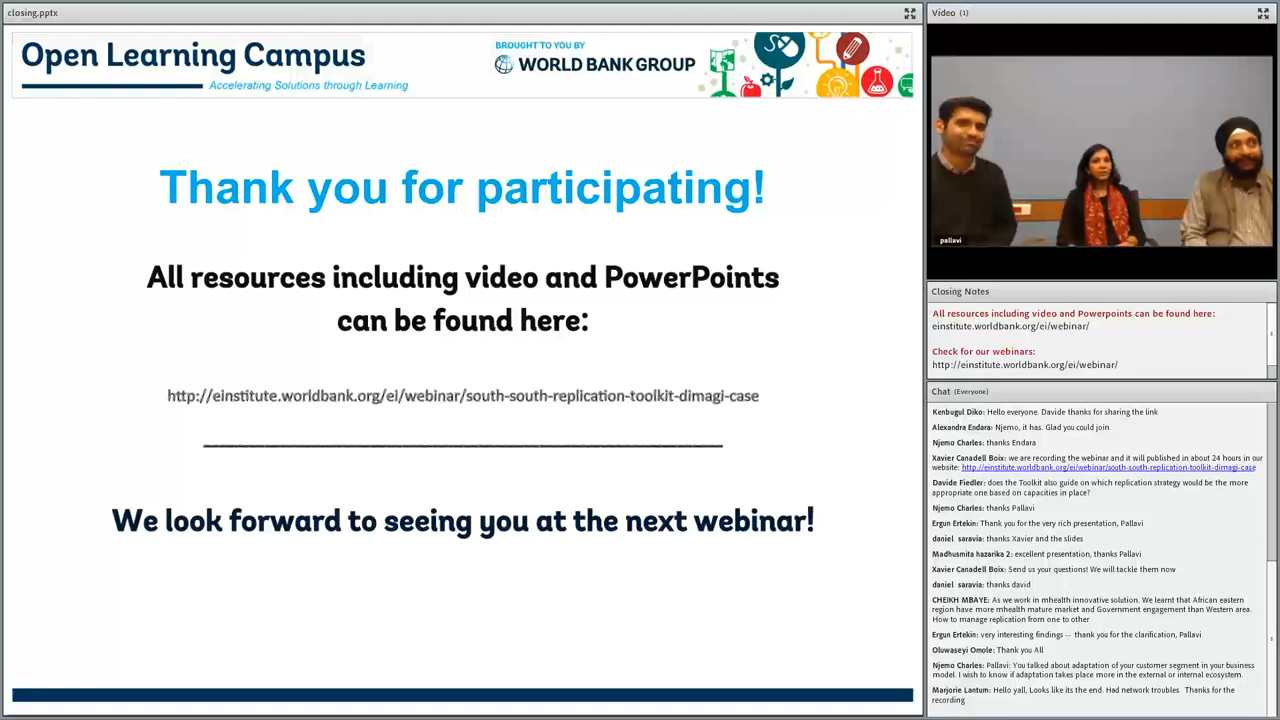 closing.pptx
Open Learning Campus
Accelerating Solutions through Learning
BROUGHT TO YOU BY
WORLD BANK GROUP
Thank you for participating!
All resources including video and PowerPoints
can be found here:
http://einstitute.worldbank.org/ei/webinar/south-south-replication-toolkit-dimagi-case
We look forward to seeing you at the next webinar!
Vídeo (1)
pallavi
Closing Notes
All resources including video and Powerpoints can be found here:
einstitute.worldbank.org/ei/webinar/
Check for our webinars:
http://einstitute.worldbank.org/ei/webinar/
Chat (Everyone)
Kenbugul Diko: Hello everyone. Davide thanks for sharing the link
Alexandra Endara: Njemo, it has. Glad you could join.
Njemo Charles: thanks Endara
Xavier Canadell Boix: we are recording the webinar and it will published in about 24 hours in our
website: http://einstitute.worldbank.org/ei/webinar/south-south-replication-toolkit-dimagi-case
Davide Fiedler: does the Toolkit also guide on which replication strategy would be the more
appropriate one based on capacities in place?
Njemo Charles: thanks Pallavi
Ergun Ertekin: Thank you for the very rich presentation, Pallavi
daniel saravia: thanks Xavier and the slides
Madhusmita hazarika 2: excellent presentation, thanks Pallavi
Xavier Canadell Boix: Send us your questions! We will tackle them now
daniel saravia: thanks david
CHEIKH MBAYE: As we work in mhealth innovative solution. We learnt that African eastern
region have more mhealth mature market and Government engagement than Western area.
How to manage replication from one to other
Ergun Ertekin: very interesting findings -- thank you for the clarification, Pallavi
Oluwaseyi Omole: Thank you All
Njemo Charles: Pallavi: You talked about adaptation of your customer segment in your business
model. I wish to know if adaptation takes place more in the external or internal ecosystem.
Marjorie Lantum: Hello yall, Looks like its the end. Had network troubles. Thanks for the
recording